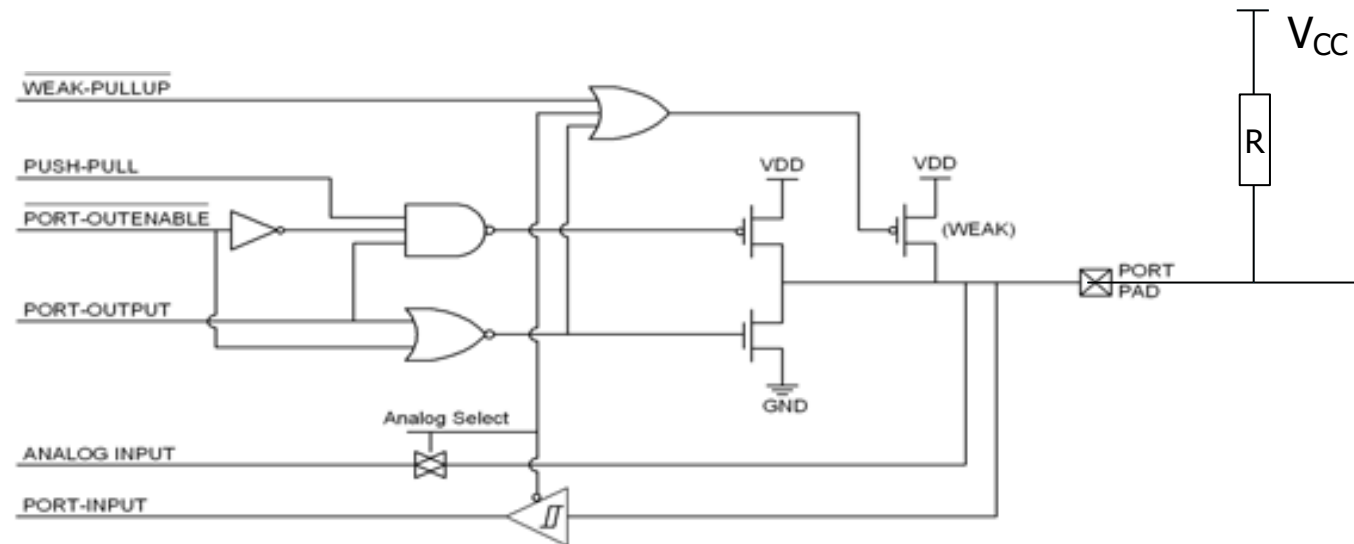 V_CC
WEAK-PULLUP
R
PUSH-PULL
VDD
VDD
PORT-OUTENABLE
(WEAK)
PORT
PAD
PORT-OUTPUT
GND
Analog Select
ANALOG INPUT
PORT-INPUT